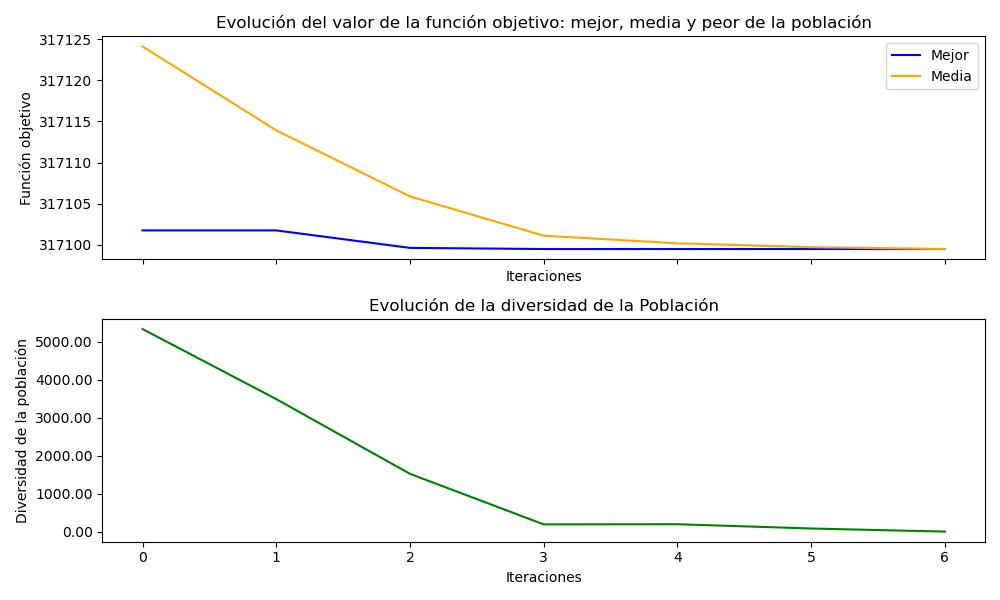 Evolución del valor de la función objetivo: mejor, media y peor de la población
317125
317120
317115
317110
317105
317100
Función objetivo
Mejor
Media
Iteraciones
Evolución de la diversidad de la Población
5000.00
4000.00
3000.00
2000.00
1000.00
0.00
Diversidad de la población
0 1 2 3 4 5 6
Iteraciones